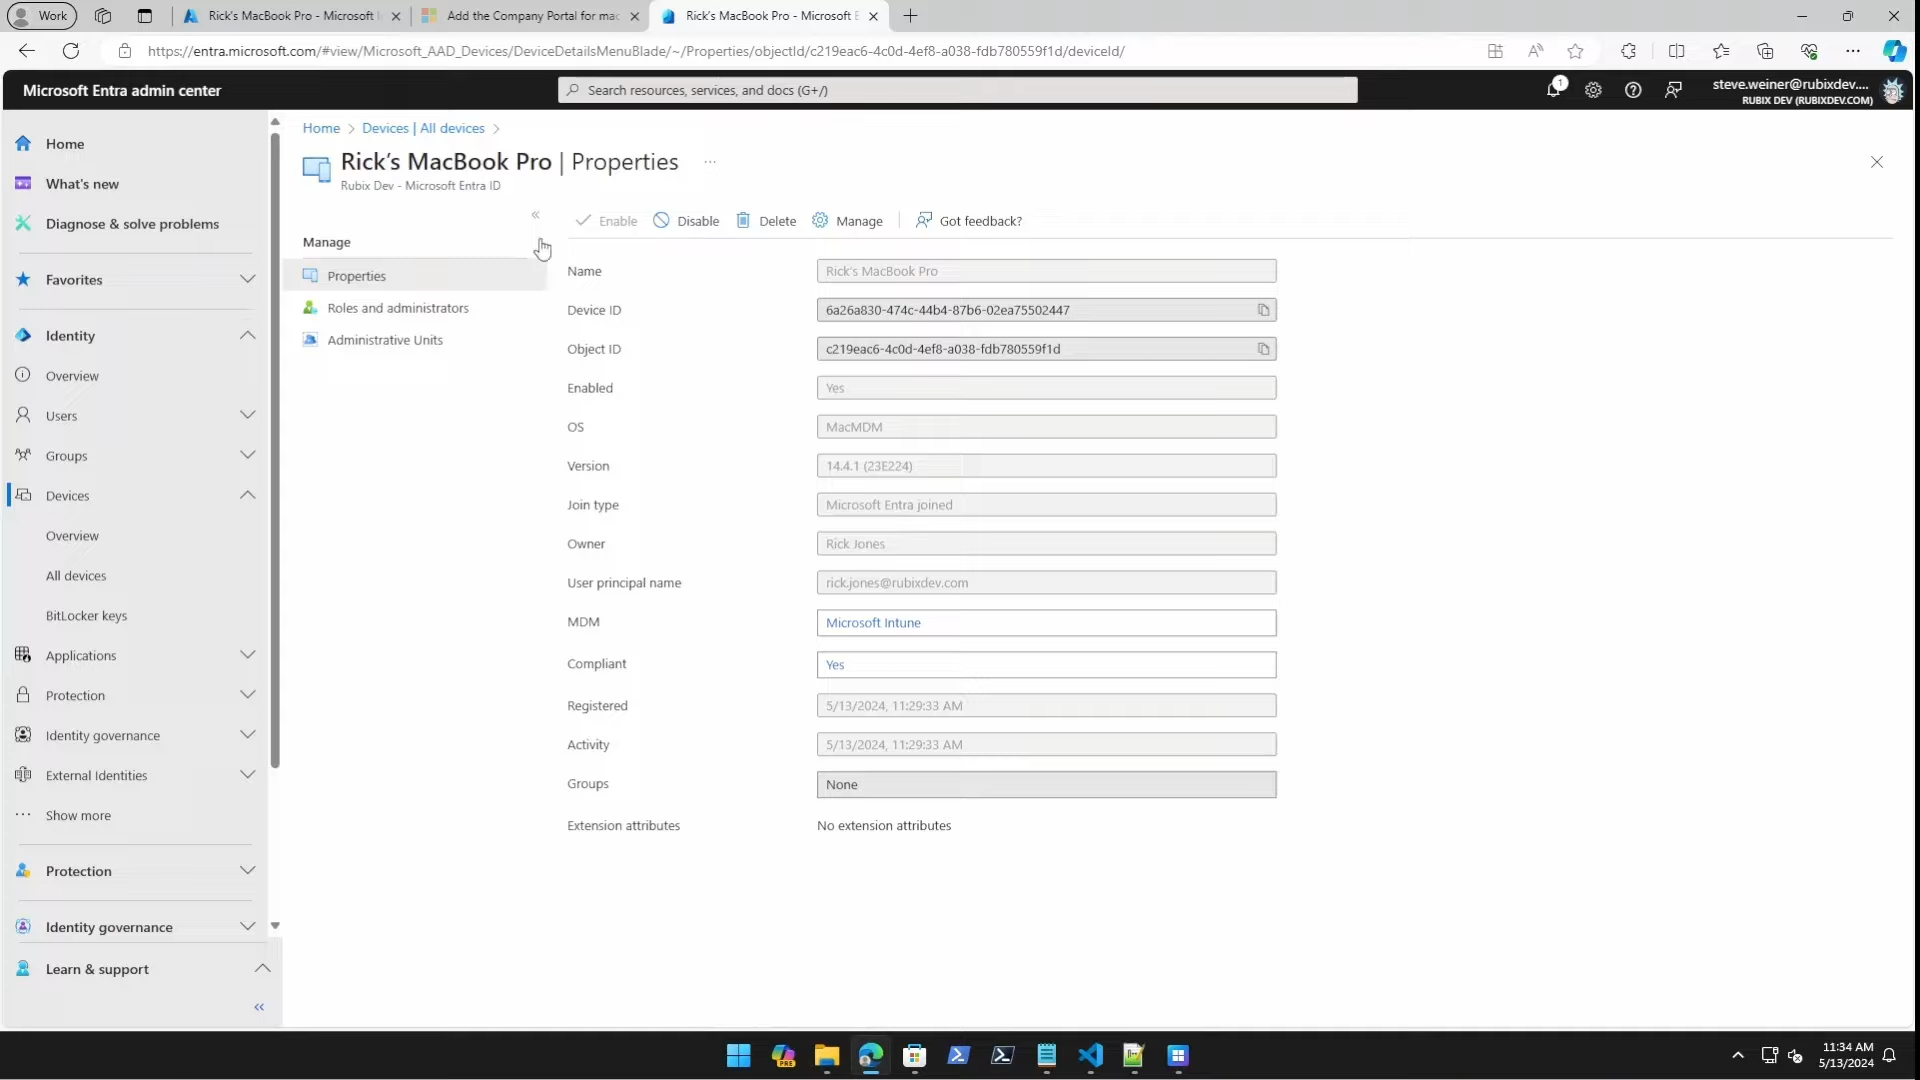 Work
Rick's MacBook Pro - Microsoft I
Add the Company Portal for mac
Rick's MacBook Pro - Microsoft E
https://entra.microsoft.com/#view/Microsoft_AAD_Devices/DeviceDetailsMenuBlade/~/Properties/objectId/c219eac6-4c0d-4ef8-a038-fdb780559f1d/deviceId/
Microsoft Entra admin center
Search resources, services, and docs (G+/)
1
steve.weiner@rubixdev....
RUBIX DEV (RUBIXDEV.COM)
Home
What's new
Diagnose & solve problems
Favorites
Identity
Overview
Users
Groups
Devices
Overview
All devices
BitLocker keys
Applications
Protection
Identity governance
External Identities
Show more
Protection
Identity governance
Learn & support
Home > Devices | All devices >
Rick's MacBook Pro | Properties ...
Rubix Dev - Microsoft Entra ID
Manage
Properties
Roles and administrators
Administrative Units
Enable Disable Delete Manage Got feedback?
Name Rick's MacBook Pro
Device ID 6a26a830-474c-44b4-87b6-02ea75502447
Object ID c219eac6-4c0d-4ef8-a038-fdb780559f1d
Enabled Yes
OS MacMDM
Version 14.4.1 (23E224)
Join type Microsoft Entra joined
Owner Rick Jones
User principal name rick.jones@rubixdev.com
MDM Microsoft Intune
Compliant Yes
Registered 5/13/2024, 11:29:33 AM
Activity 5/13/2024, 11:29:33 AM
Groups None
Extension attributes No extension attributes
PRE
11:34 AM
5/13/2024